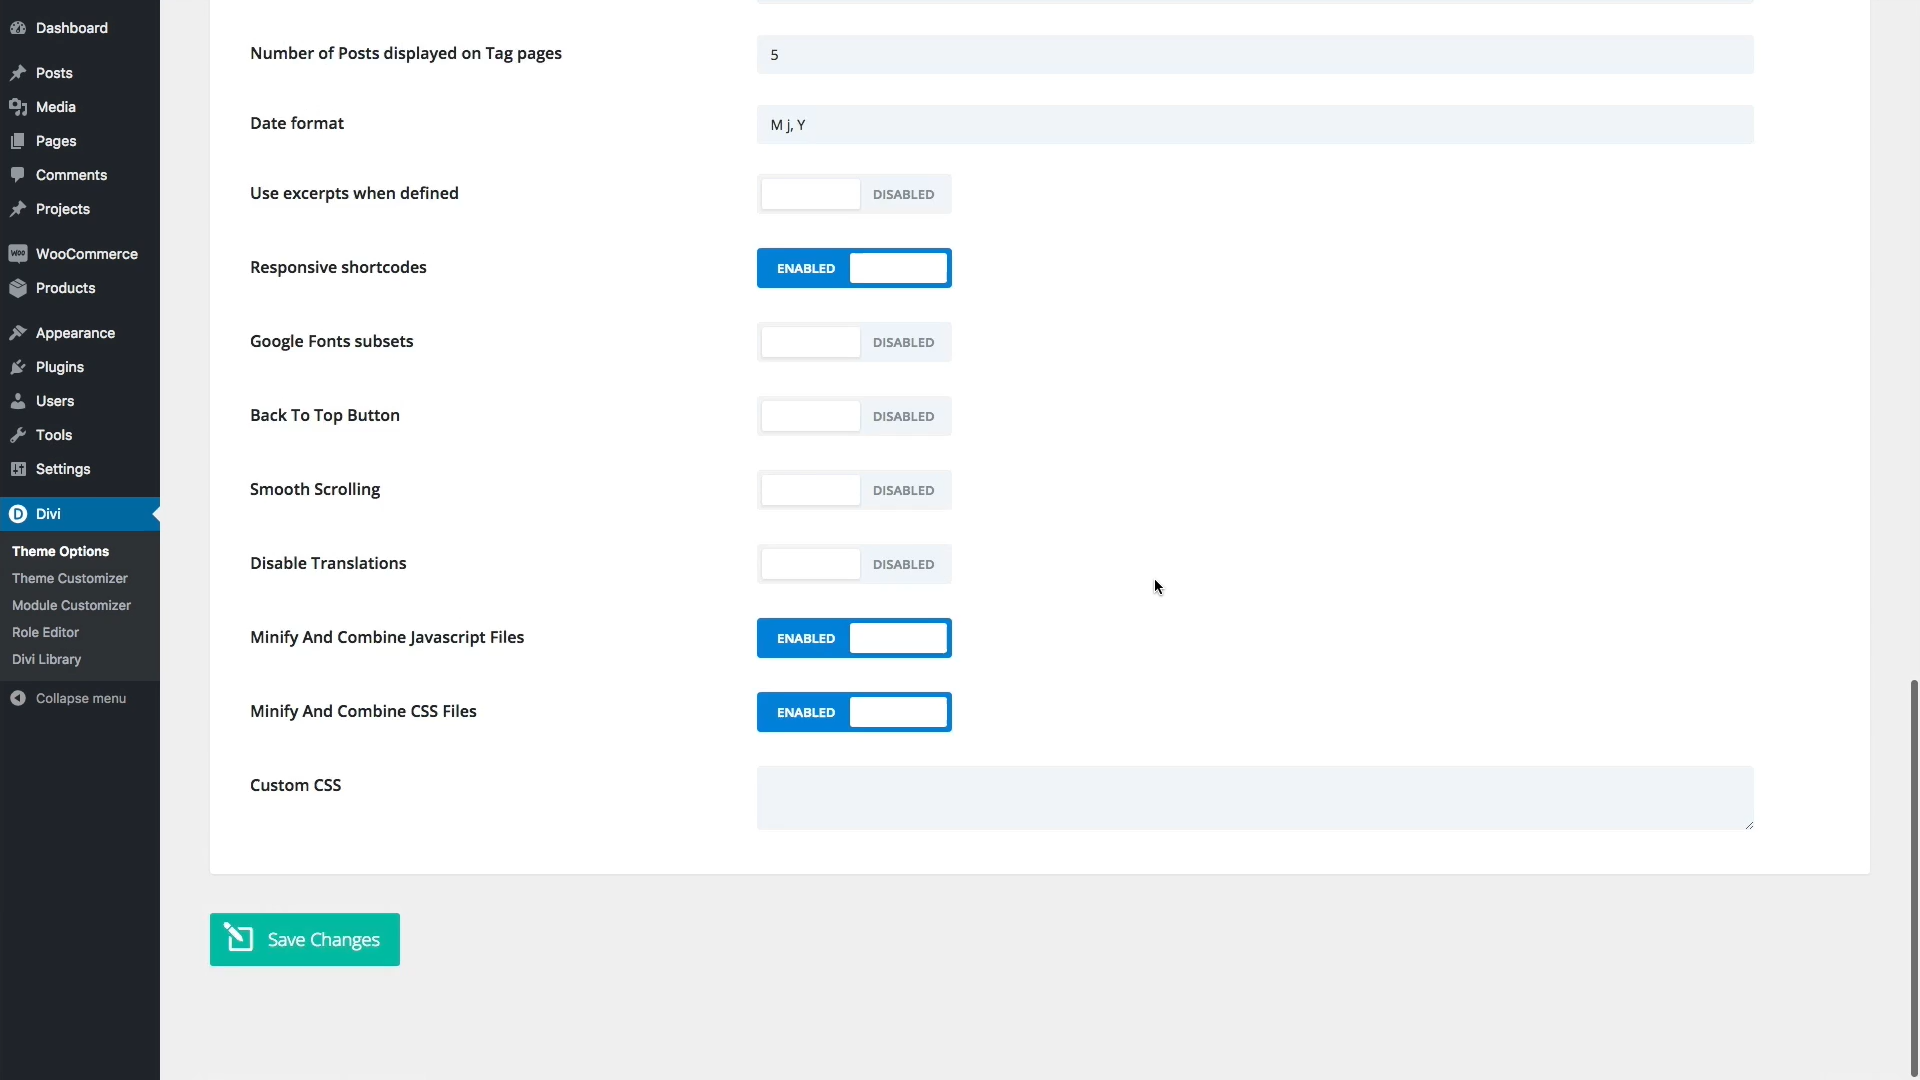 Dashboard
Posts
Media
Pages
Comments
Projects
WooCommerce
Products
Appearance
Plugins
Users
Tools
Settings
Divi
Theme Options
Theme Customizer
Module Customizer
Role Editor
Divi Library
Collapse menu
Number of Posts displayed on Tag pages
5
Date format
M j, Y
Use excerpts when defined
DISABLED
Responsive shortcodes
ENABLED
Google Fonts subsets
DISABLED
Back To Top Button
DISABLED
Smooth Scrolling
DISABLED
Disable Translations
DISABLED
Minify And Combine Javascript Files
ENABLED
Minify And Combine CSS Files
ENABLED
Custom CSS
Save Changes